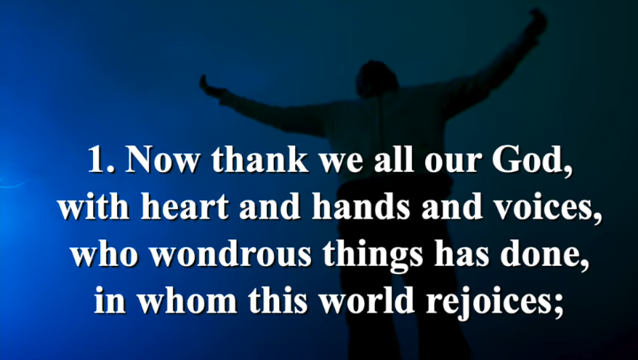 1. Now thank we all our God,
with heart and hands and voices,
who wondrous things has done,
in whom this world rejoices;